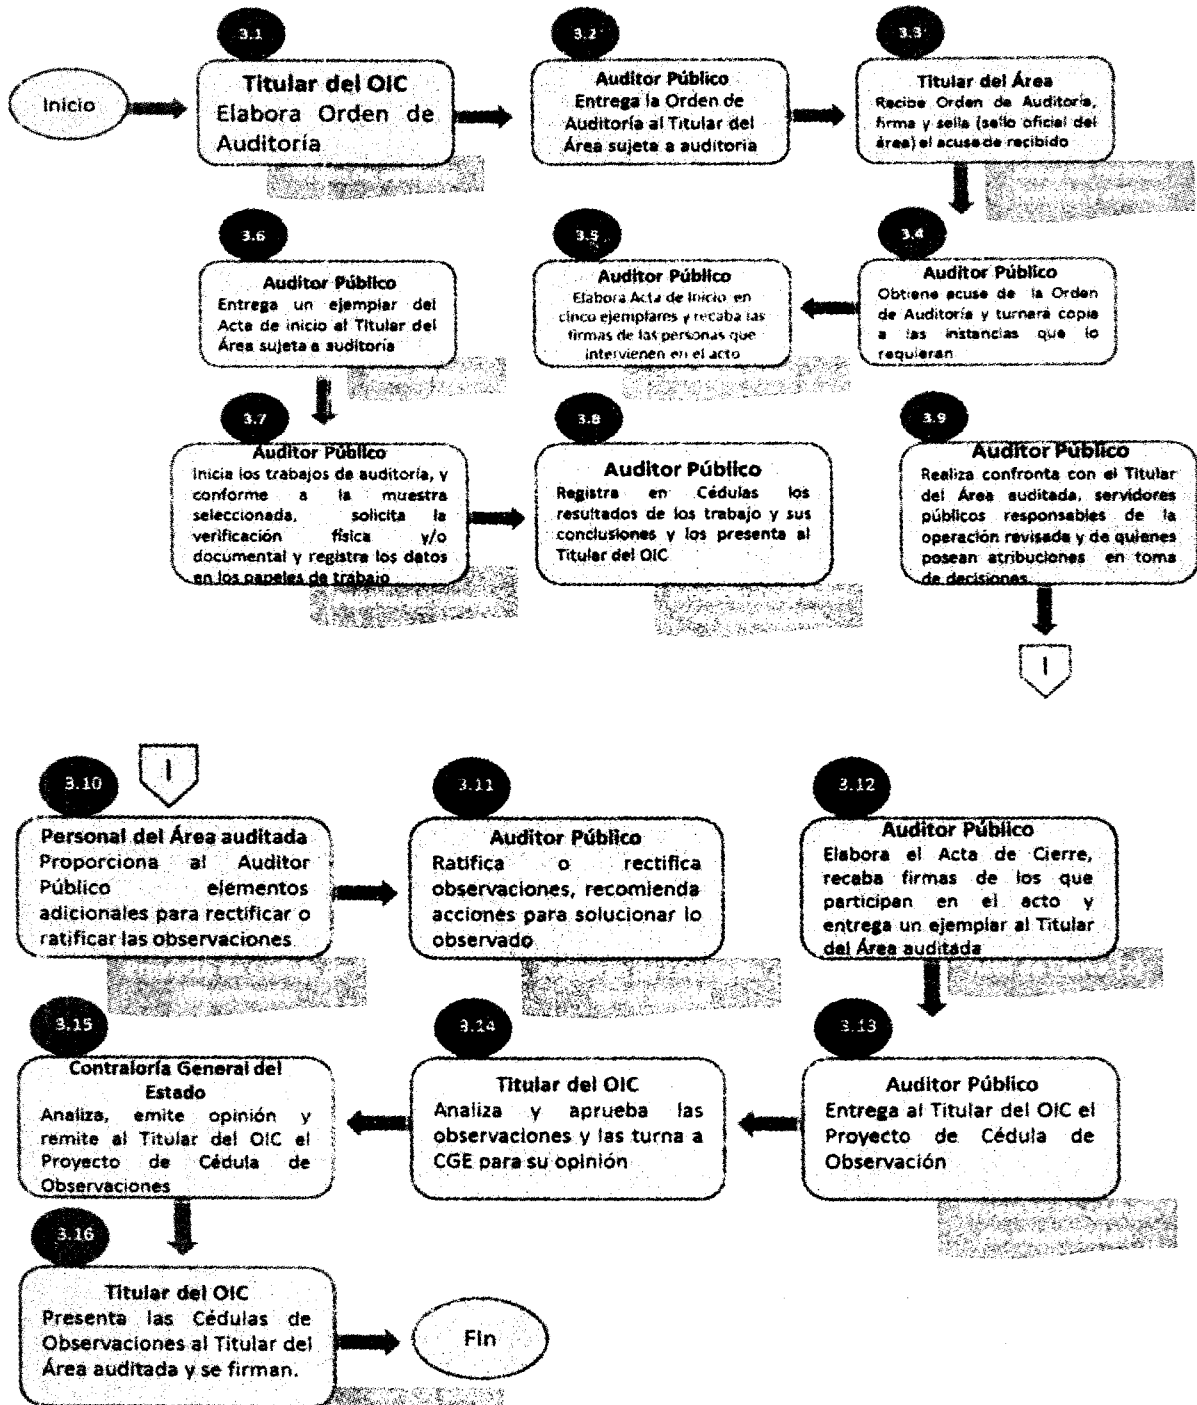 Inicio
3.1
Titular del OIC
Elabora Orden de
Auditoría
3.2
Auditor Público
Entrega la Orden de
Auditoría al Titular del
Área sujeta a auditoria
3.3
Titular del Área
Recibe Orden de Auditoría,
firma y sella (sello oficial del
área) el acuse de recibido
3.4
Auditor Público
Obtiene acuse de la Orden
de Auditoría y turnará copia
a las instancias que lo
requieran
3.5
Auditor Público
Elabora Acta de Inicio en
cinco ejemplares y recaba las
firmas de las personas que
intervienen en el acto
3.6
Auditor Público
Entrega un ejemplar del
Acta de inicio al Titular del
Área sujeta a auditoría
3.7
Auditor Público
Inicia los trabajos de auditoría, y
conforme a la muestra
seleccionada, solicita la
verificación física y/o
documental y registra los datos
en los papeles de trabajo
3.8
Auditor Público
Registra en Cédulas los
resultados de los trabajo y sus
conclusiones y los presenta al
Titular del OIC
3.9
Auditor Público
Realiza confronta con el Titular
del Área auditada, servidores
públicos responsables de la
operación revisada y de quienes
posean atribuciones en toma
de decisiones
I
I
3.10
Personal del Área auditada
Proporciona al Auditor
Público elementos
adicionales para rectificar o
ratificar las observaciones
3.11
Auditor Público
Ratifica o rectifica
observaciones, recomienda
acciones para solucionar lo
observado
3.12
Auditor Público
Elabora el Acta de Cierre,
recaba firmas de los que
participan en el acto y
entrega un ejemplar al Titular
del Área auditada
3.13
Auditor Público
Entrega al Titular del OIC el
Proyecto de Cédula de
Observación
3.14
Titular del OIC
Analiza y aprueba las
observaciones y las turna a
CGE para su opinión
3.15
Contraloría General del
Estado
Analiza, emite opinión y
remite al Titular del OIC el
Proyecto de Cédula de
Observaciones
3.16
Titular del OIC
Presenta las Cédulas de
Observaciones al Titular del
Área auditada y se firman.
Fin